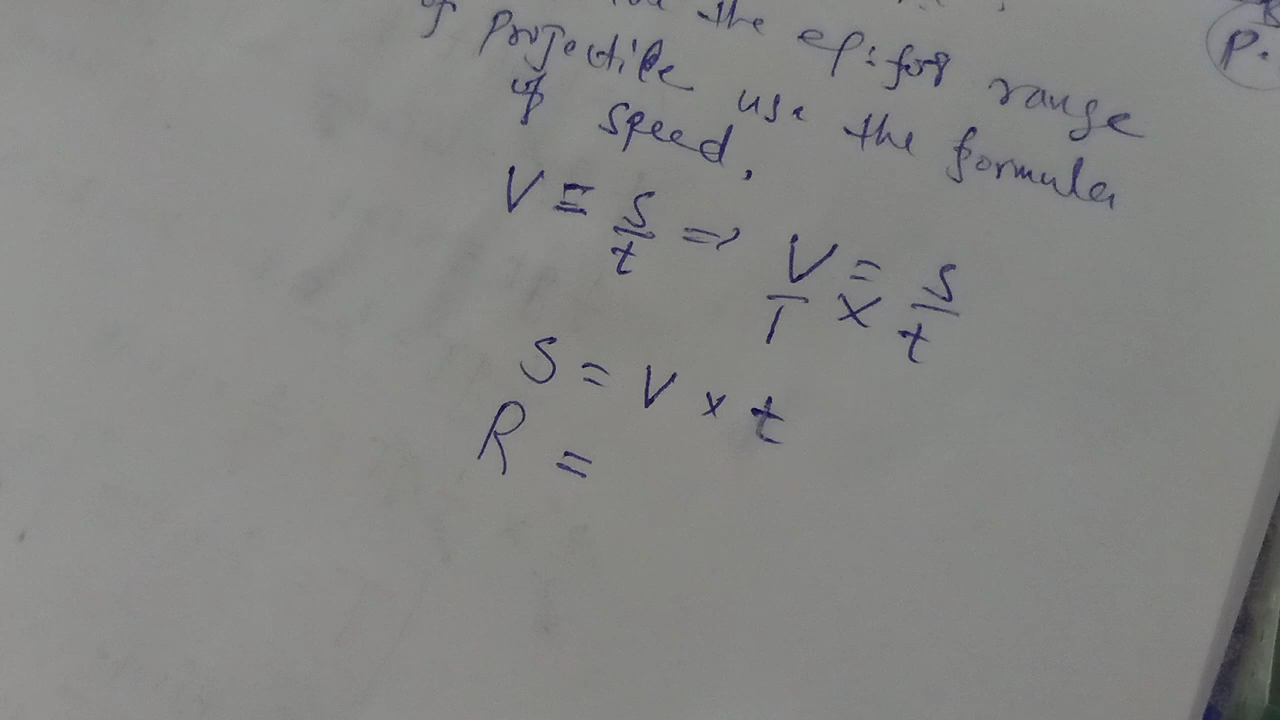 the eq: for range
of projectile use the formula
of speed.
V = s/t => V/1 = × s/t
S = V × t
R =
P.